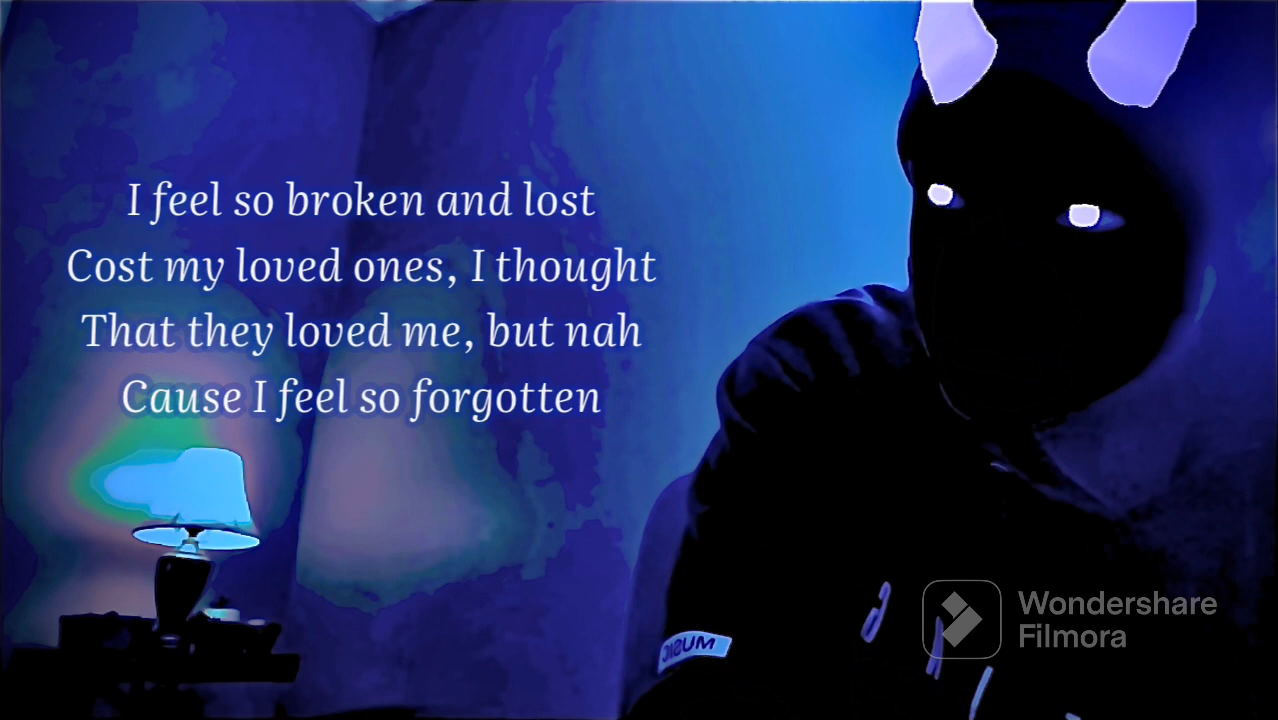 I feel so broken and lost
Cost my loved ones, I thought
That they loved me, but nah
Cause I feel so forgotten
MUSIC
Wondershare
Filmora